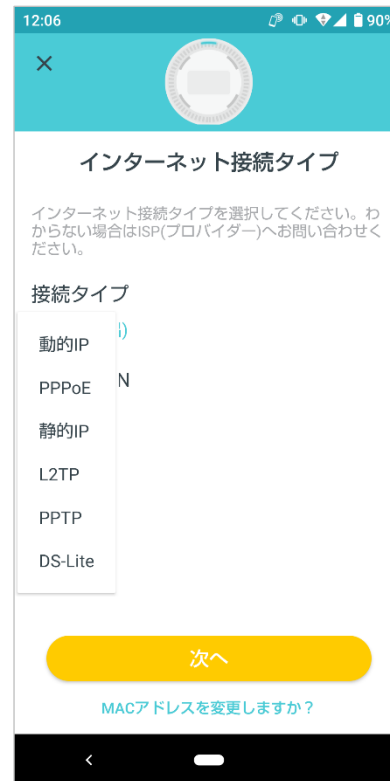 12:06
90%
インターネット接続タイプ
インターネット接続タイプを選択してください。わ
からない場合はISP(プロバイダー)へお問い合わせく
ださい。
接続タイプ
動的IP
PPPoE
N
静的IP
L2TP
PPTP
DS-Lite
次へ
MACアドレスを変更しますか？